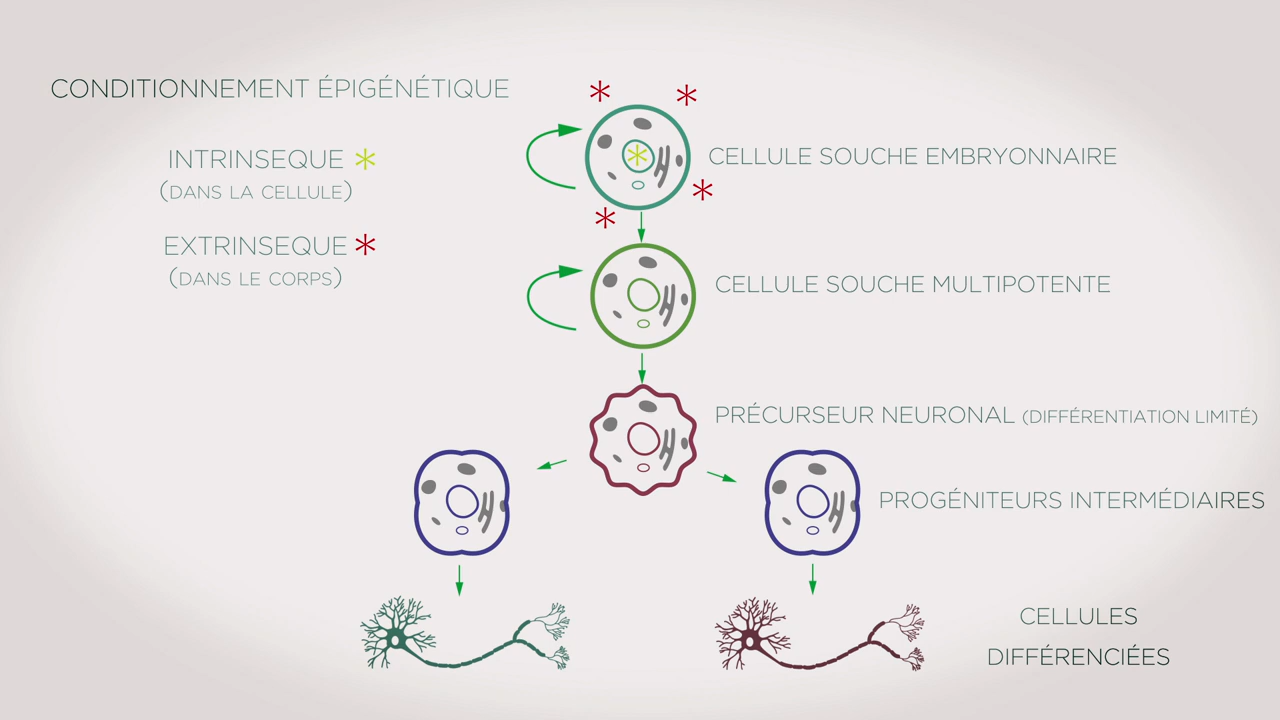 CONDITIONNEMENT ÉPIGÉNÉTIQUE
INTRINSEQUE
(DANS LA CELLULE)
EXTRINSEQUE
(DANS LE CORPS)
CELLULE SOUCHE EMBRYONNAIRE
CELLULE SOUCHE MULTIPOTENTE
PRÉCURSEUR NEURONAL (DIFFÉRENTIATION LIMITÉ)
PROGÉNITEURS INTERMÉDIAIRES
CELLULES
DIFFÉRENCIÉES